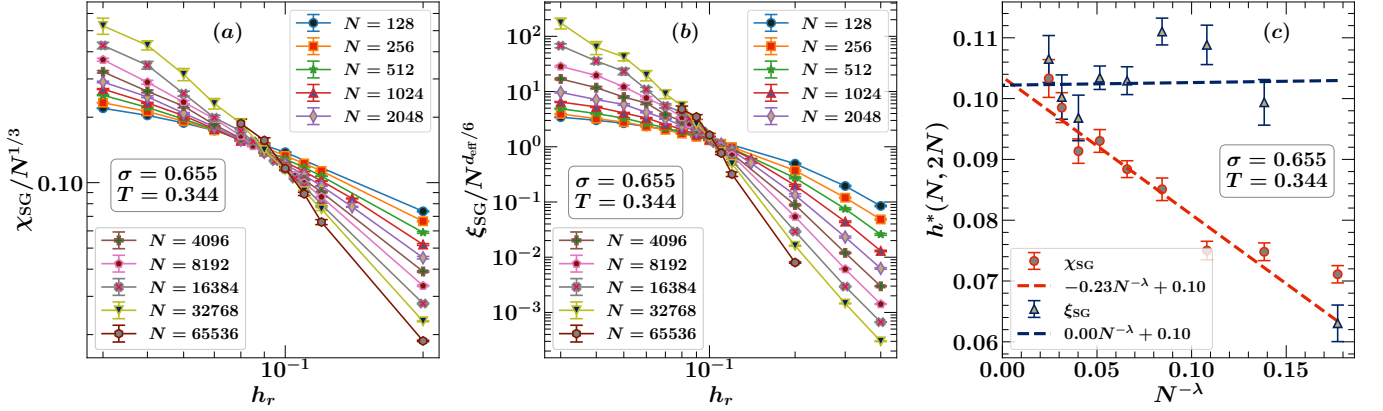 (a)
N = 128
N = 256
N = 512
N = 1024
N = 2048
σ = 0.655
T = 0.344
N = 4096
N = 8192
N = 16384
N = 32768
N = 65536
χ_SG/N^{1/3}
0.10
10^{-1}
h_r
(b)
N = 128
N = 256
N = 512
N = 1024
N = 2048
σ = 0.655
T = 0.344
N = 4096
N = 8192
N = 16384
N = 32768
N = 65536
ξ_SG/N^{d_eff/6}
10^2
10^1
10^0
10^{-1}
10^{-2}
10^{-3}
10^{-1}
h_r
(c)
σ = 0.655
T = 0.344
χ_SG
−0.23N^{−λ} + 0.10
ξ_SG
0.00N^{−λ} + 0.10
h*(N, 2N)
0.11
0.10
0.09
0.08
0.07
0.06
0.00 0.05 0.10 0.15
N^{−λ}